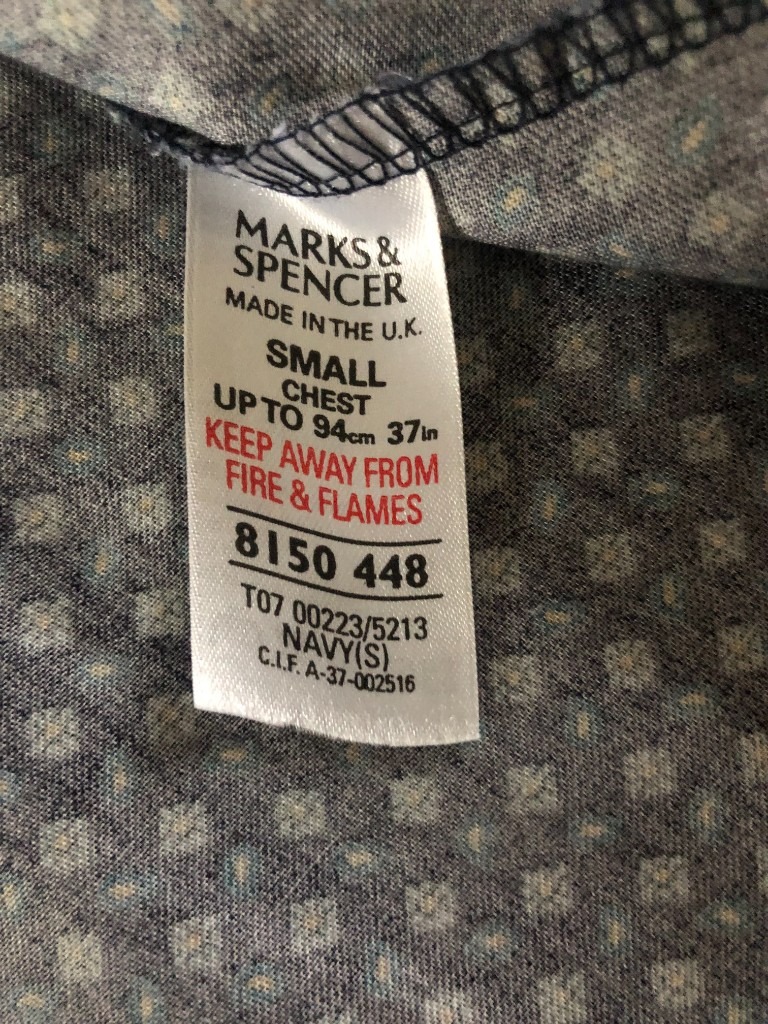 MARKS &
SPENCER
MADE IN THE U.K.
SMALL
CHEST
UP TO 94cm 37in
KEEP AWAY FROM
FIRE & FLAMES
8150 448
T07 00223/5213
NAVY(S)
C.I.F. A-37-002516